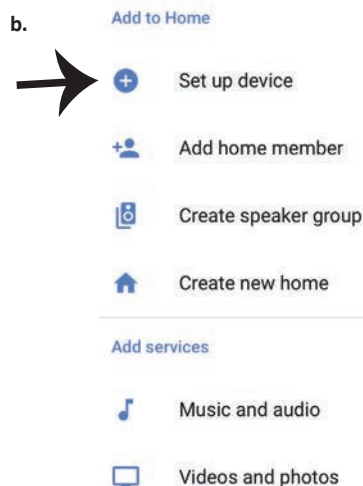 b.
Add to Home
Set up device
Add home member
Create speaker group
Create new home
Add services
Music and audio
Videos and photos